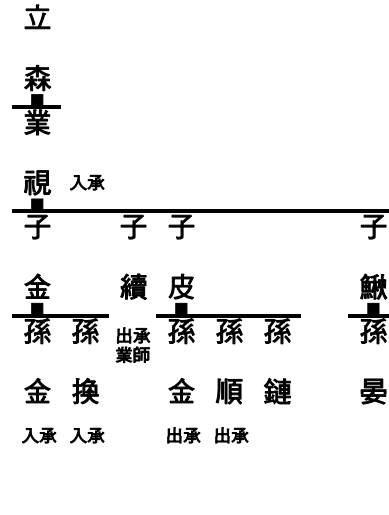 立
森
業
視 入承
子 子 子 子
金 續 皮 鰍
孫 孫 出承 孫 孫 孫 孫
業師
金 換 金 順 鏈 晏
入承 入承 出承 出承